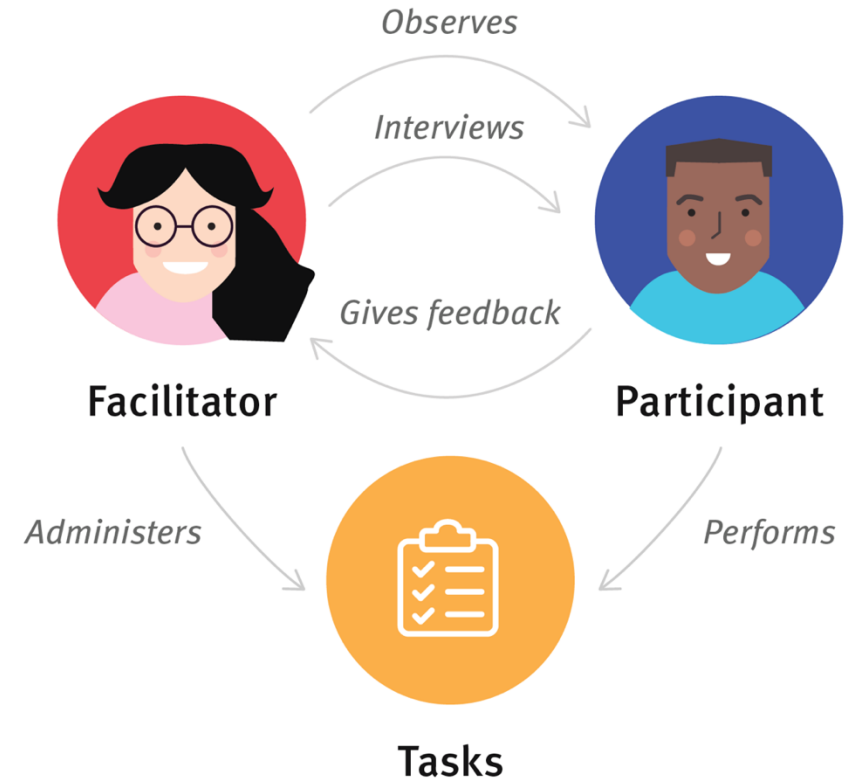 Observes
Interviews
Gives feedback
Facilitator
Participant
Administers
Performs
Tasks